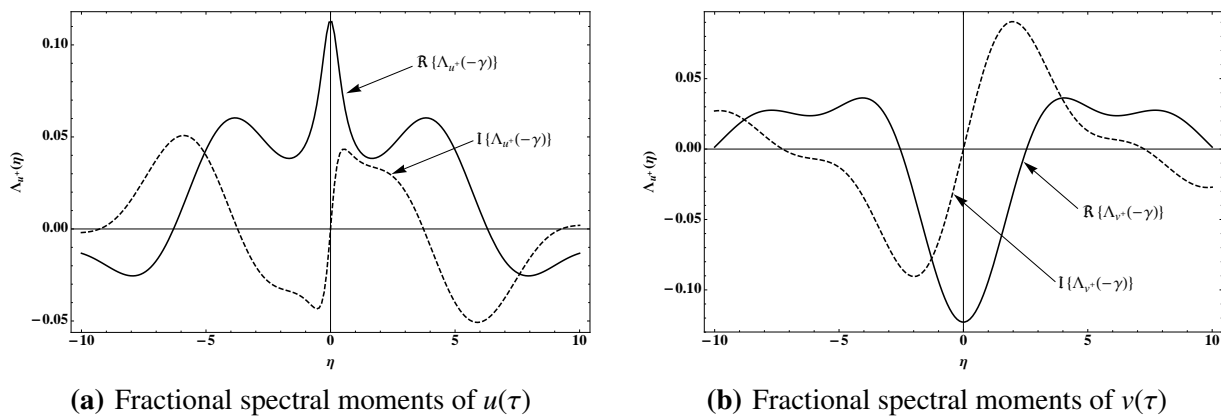 0.10
0.05
0.00
−0.05
−10
−5
0
5
10
η
Λu+(η)
ℜ{Λu+(−γ)}
I{Λu+(−γ)}
(a) Fractional spectral moments of u(τ)
0.05
0.00
−0.05
−0.10
−10
−5
0
5
10
η
Λu+(η)
ℜ{Λv+(−γ)}
I{Λv+(−γ)}
(b) Fractional spectral moments of v(τ)